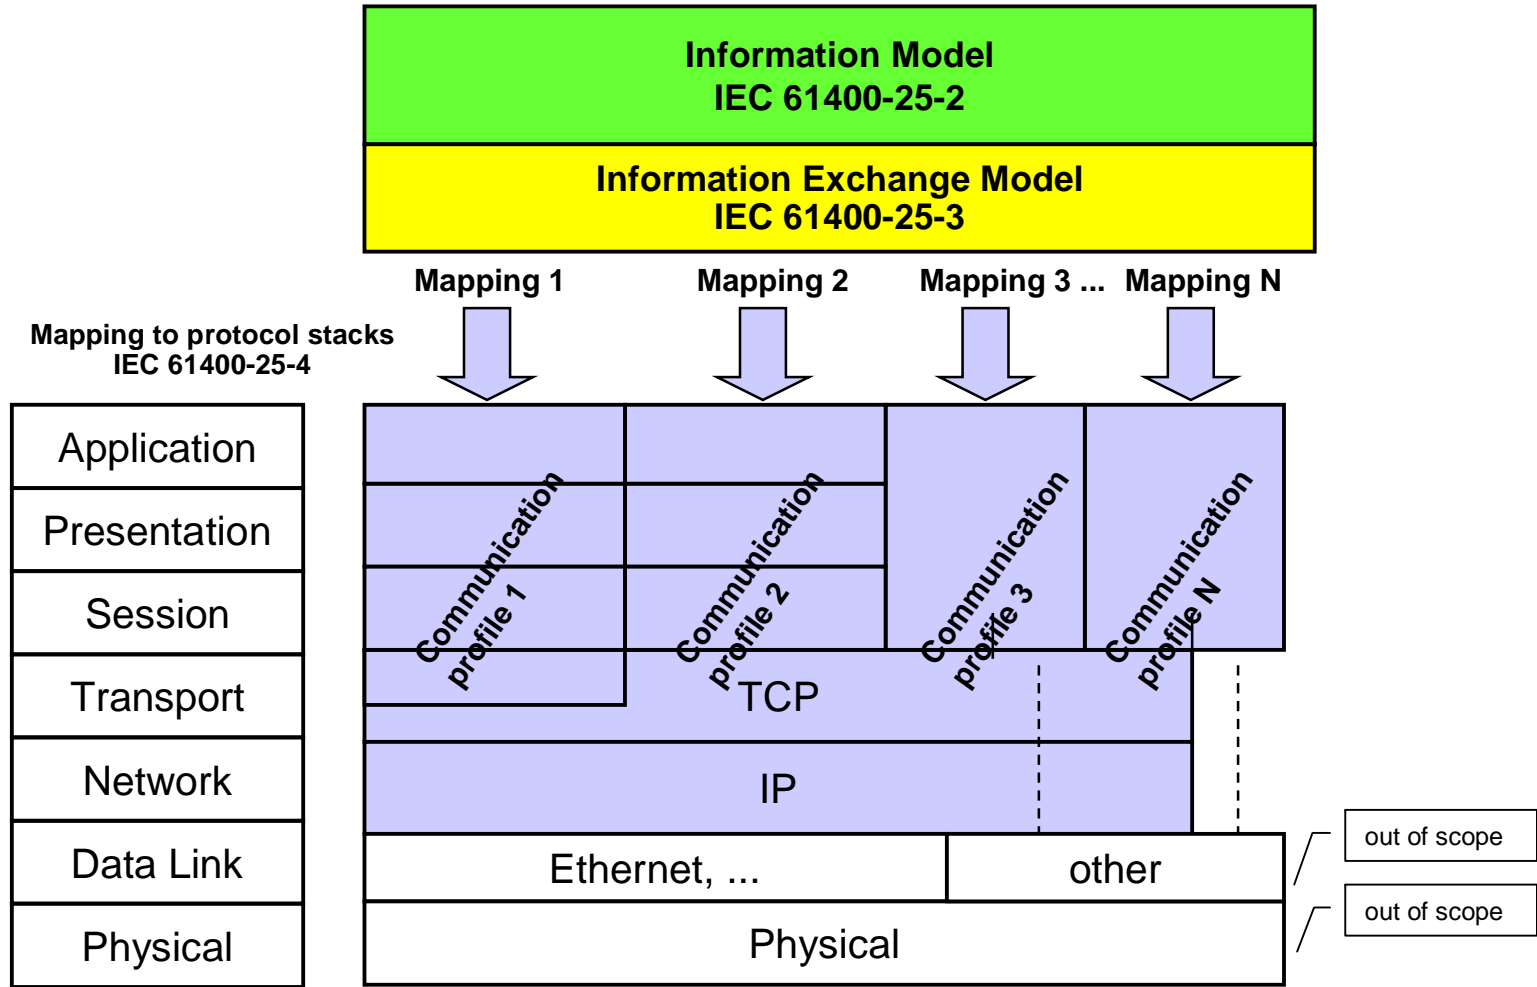 Information Model
IEC 61400-25-2
Information Exchange Model
IEC 61400-25-3
Mapping 1
Mapping 2
Mapping 3 ...
Mapping N
Mapping to protocol stacks
IEC 61400-25-4
Application
Presentation
Session
Transport
Network
Data Link
Physical
Communication
profile 1
Communication
profile 2
Communication
profile 3
Communication
profile N
TCP
IP
Ethernet, ...
other
Physical
out of scope
out of scope